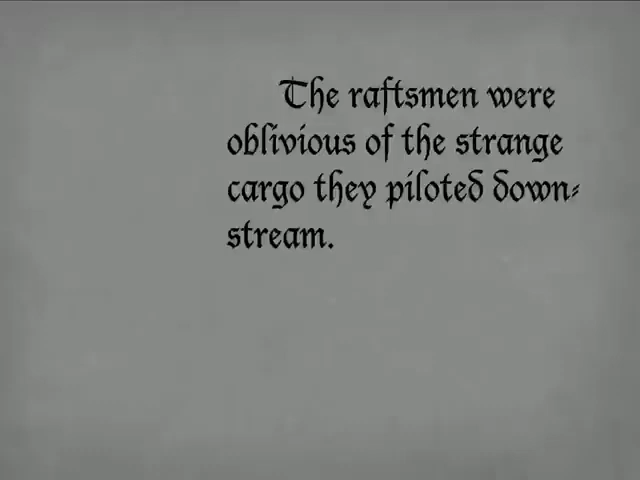 The raftsmen were
oblivious of the strange
cargo they piloted down-
stream.